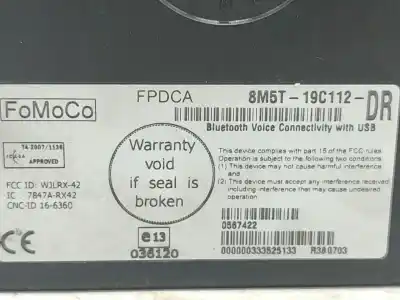 FPDCA 8M5T-19C112-DR
FoMoCo
Bluetooth Voice Connectivity with USB
TA 2007/1136
APPROVED
Warranty
void
if seal is
broken
This device complies with part 15 of the FCC rules.
Operation is subject to the following two conditions:
(1) This device may not cause harmful interference
and
(2) This device must accept any interference received
including interference that may cause undesired
operation.
FCC ID: WJLRX-42
IC 7847A-RX42
CNC-ID 16-6360
CE
e13
036120
0567422
000000333525133 R380703